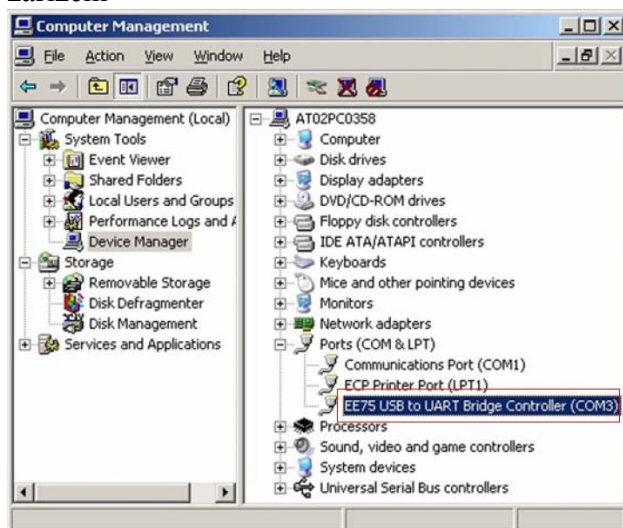 Computer Management
File Action View Window Help
Computer Management (Local)
System Tools
Event Viewer
Shared Folders
Local Users and Groups
Performance Logs and
Device Manager
Storage
Removable Storage
Disk Defragmenter
Disk Management
Services and Applications
AT02PC0358
Computer
Disk drives
Display adapters
DVD/CD-ROM drives
Floppy disk controllers
IDE ATA/ATAPI controllers
Keyboards
Mice and other pointing devices
Monitors
Network adapters
Ports (COM & LPT)
Communications Port (COM1)
ECP Printer Port (LPT1)
EE75 USB to UART Bridge Controller (COM3)
Processors
Sound, video and game controllers
System devices
Universal Serial Bus controllers